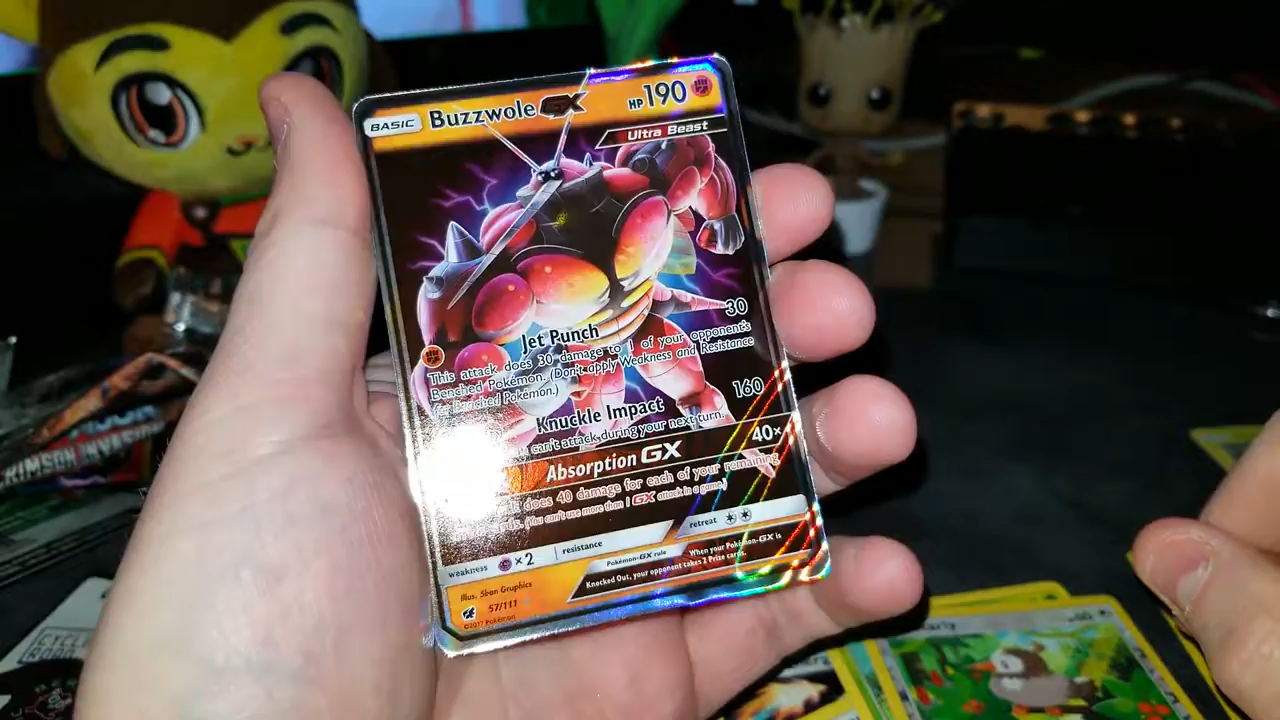 BASIC Buzzwole GX HP 190
Ultra Beast
Jet Punch 30
This attack does 30 damage to 1 of your opponent's
Benched Pokémon. (Don't apply Weakness and Resistance
for Benched Pokémon.)
Knuckle Impact 160
can't attack during your next turn.
Absorption GX 40×
does 40 damage for each of your remaining
(You can't use more than 1 GX attack in a game.)
weakness ×2 resistance retreat
Pokémon-GX rule When your Pokémon-GX is
Knocked Out, your opponent takes 2 Prize cards.
Illus. 5ban Graphics
57/111
©2017 Pokémon
CRIMSON INVASION